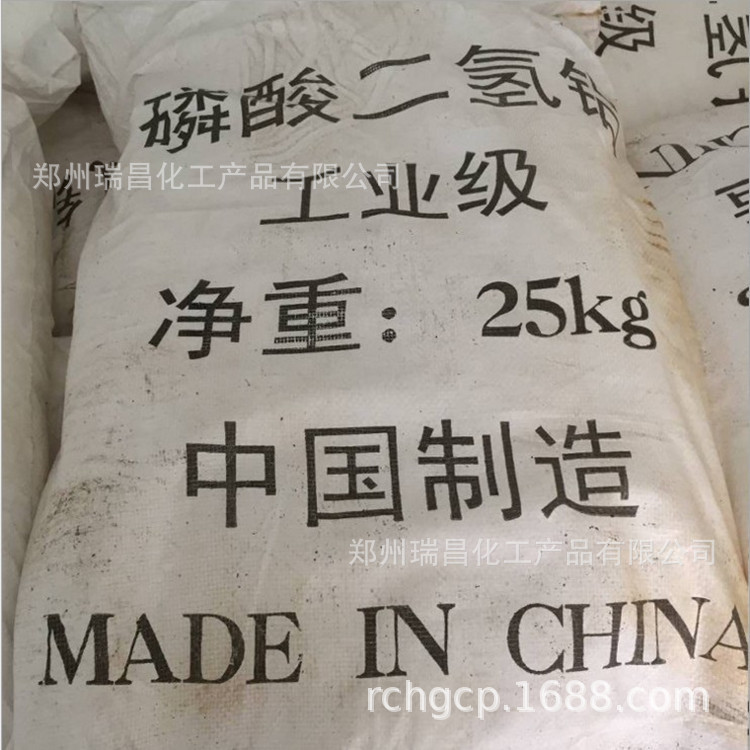 级 氢
磷酸二氢
郑州瑞昌化工产品有限公司
工业级
净重：25kg
中国制造
郑州瑞昌化工产品有限公司
MADE IN CHINA
rchgcp.1688.com